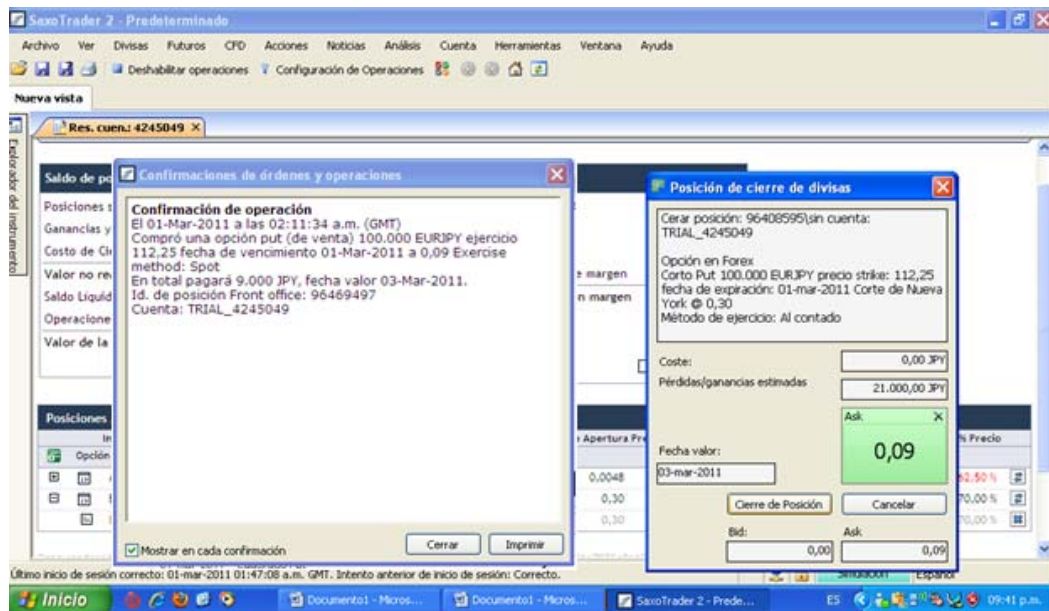 SaxoTrader 2 - Predeterminado
Archivo Ver Divisas Futuros CFD Acciones Noticias Análisis Cuenta Herramientas Ventana Ayuda
Deshabilitar operaciones Configuración de Operaciones
Nueva vista
Explorador del instrumento
Res. cuen.: 4245049
Saldo de po
Posiciones s
Ganancias y
Costo de Cie
Valor no re
Saldo Líquid
Operacione
Valor de la
e margen
n margen
Posiciones
In
Apertura Pre
% Precio
Opción
0,0048
62.50 %
0,30
70.00 %
0,30
70,00 %
Confirmaciones de órdenes y operaciones
Confirmación de operación
El 01-Mar-2011 a las 02:11:34 a.m. (GMT)
Compró una opción put (de venta) 100.000 EURJPY ejercicio
112,25 fecha de vencimiento 01-Mar-2011 a 0,09 Exercise
method: Spot
En total pagará 9.000 JPY, fecha valor 03-Mar-2011.
Id. de posición Front office: 96469497
Cuenta: TRIAL_4245049
Mostrar en cada confirmación
Cerrar
Imprimir
Posición de cierre de divisas
Cerar posición: 96408595\sin cuenta:
TRIAL_4245049
Opción en Forex
Corto Put 100.000 EURJPY precio strike: 112,25
fecha de expiración: 01-mar-2011 Corte de Nueva
York @ 0,30
Método de ejercicio: Al contado
Coste:
0,00 JPY
Pérdidas/ganancias estimadas
21.000,00 JPY
Ask
0,09
Fecha valor:
03-mar-2011
Cierre de Posición
Cancelar
Bid:
Ask
0,00
0,09
Último inicio de sesión correcto: 01-mar-2011 01:47:08 a.m. GMT. Intento anterior de inicio de sesión: Correcto.
Simulación
Español
Inicio
Documento1 - Micros...
Documento1 - Micros...
SaxoTrader 2 - Prede...
ES
09:41 p.m.